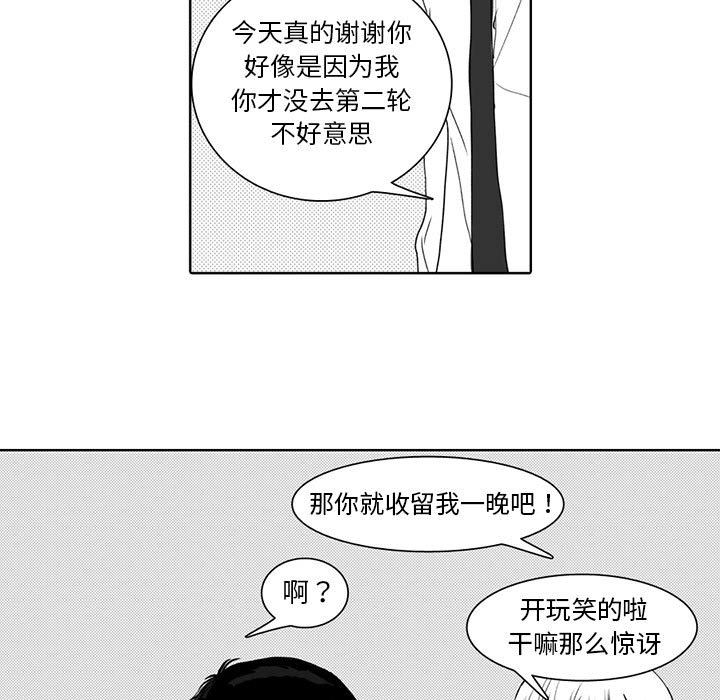 今天真的谢谢你
好像是因为我
你才没去第二轮
不好意思
那你就收留我一晚吧！
啊？
开玩笑的啦
干嘛那么惊讶